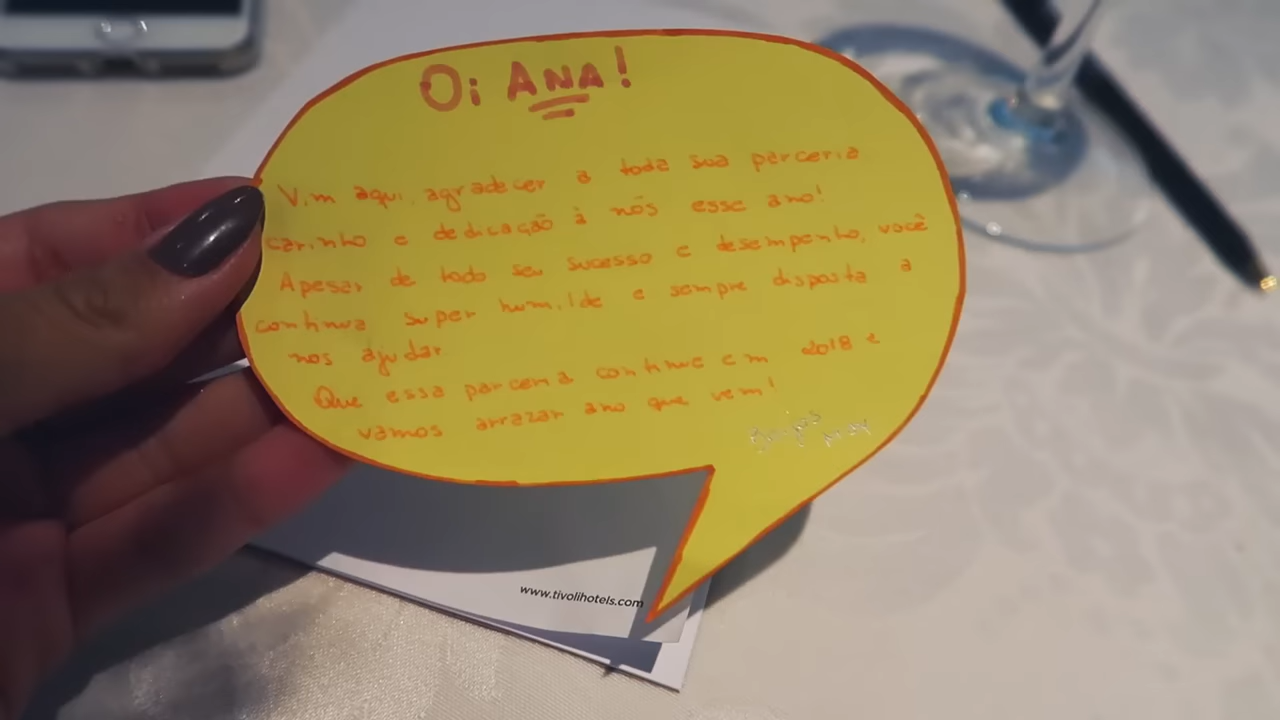 Oi ANA!
Vim aqui, agradecer a toda sua parceria
carinho e dedicação à nós esse ano!
Apesar de todo seu sucesso e desempenho, você
continua super humilde e sempre disposta a
nos ajudar
Que essa parceria continue em 2018 e
vamos arrazar ano que vem!
Beijos
www.tivolihotels.com